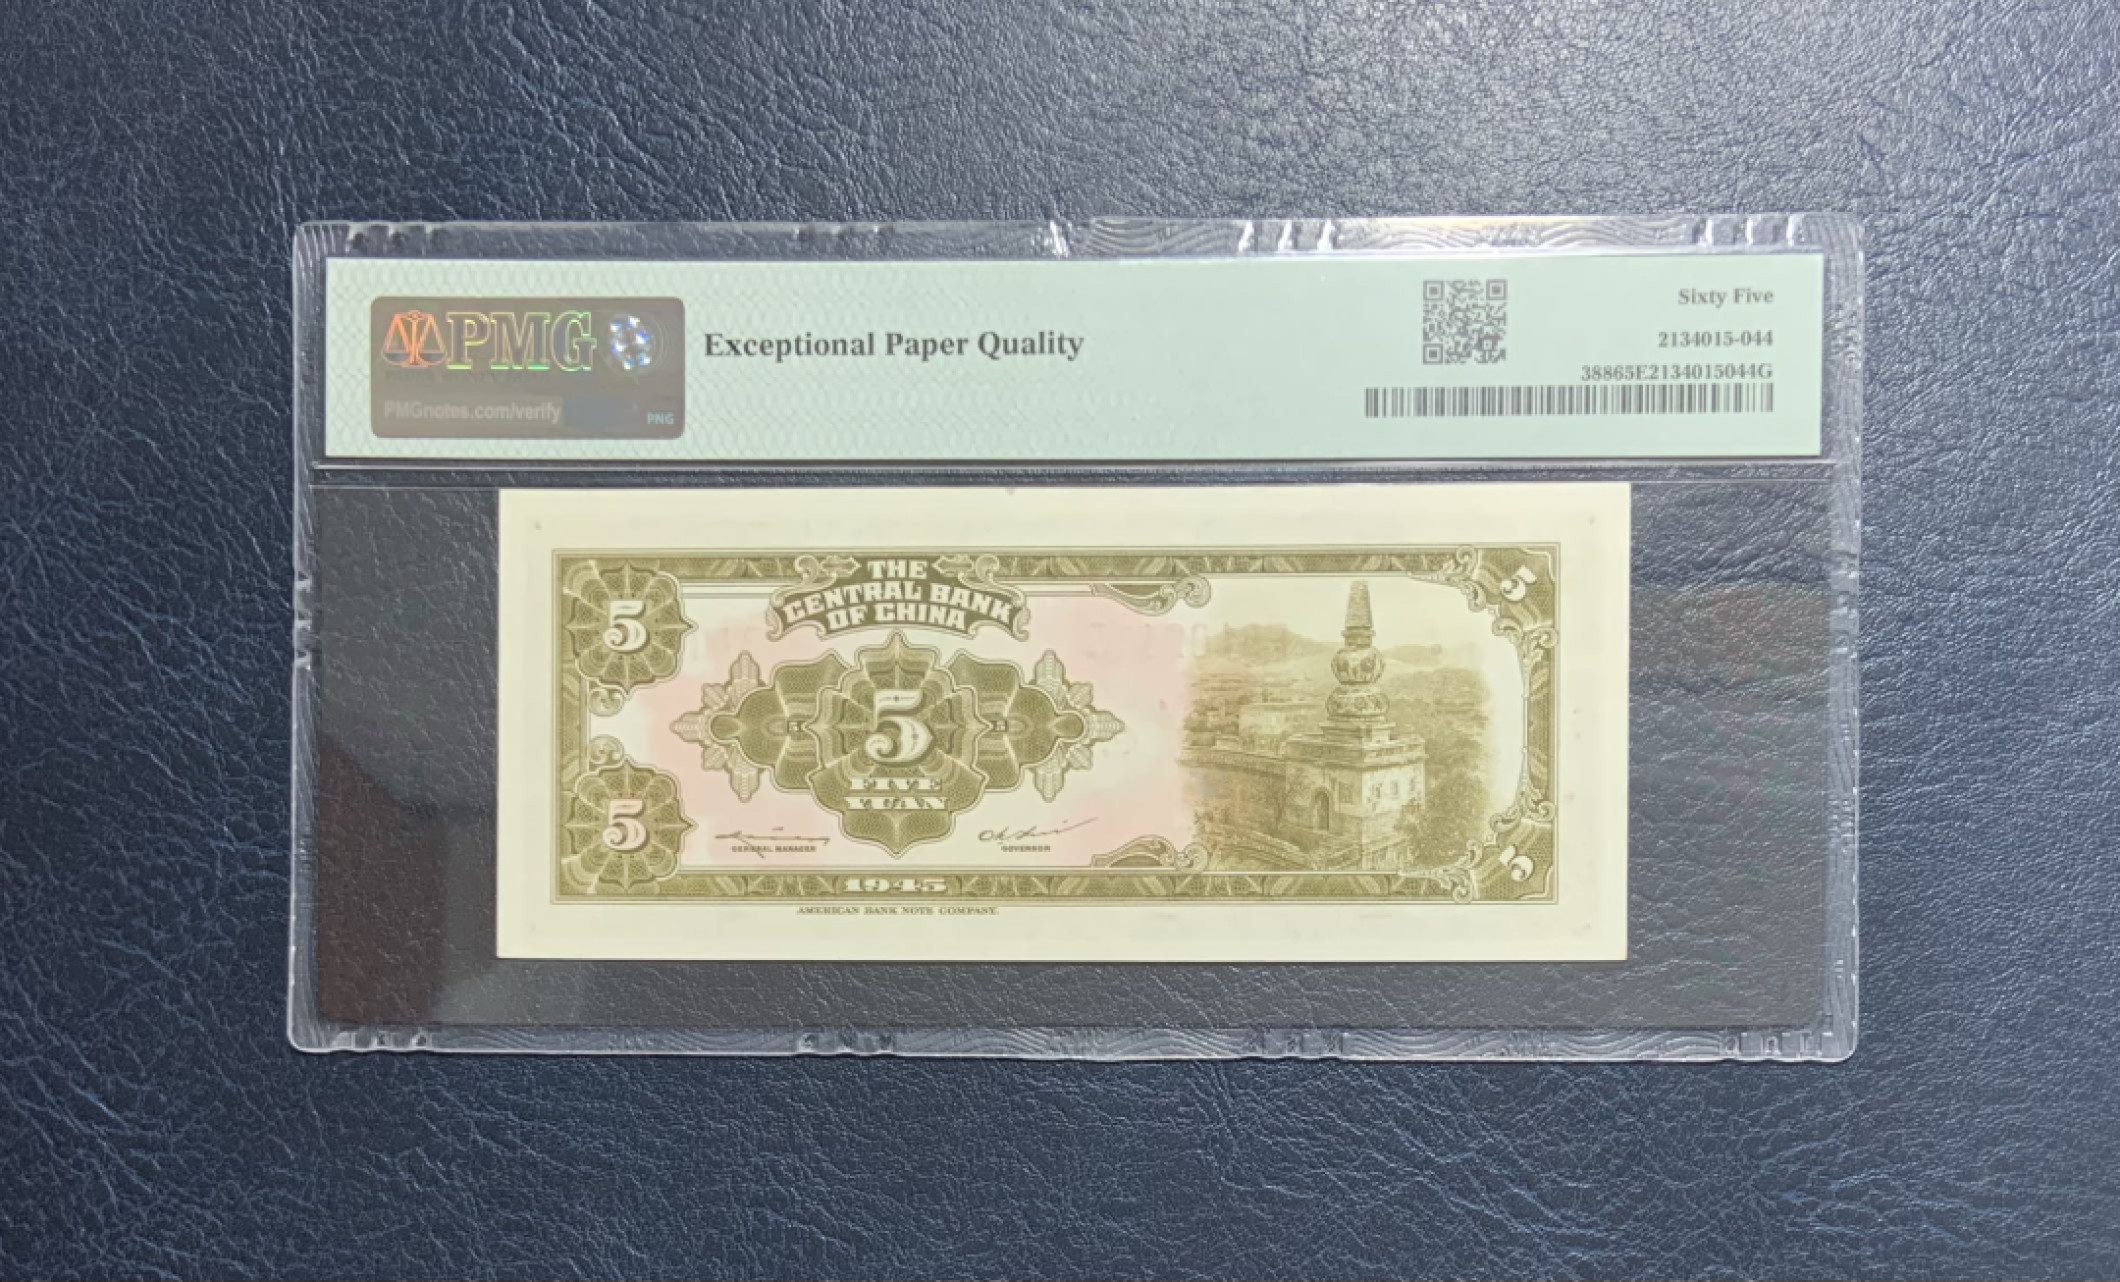 PMG
PMGnotes.com/verify
PNG
Exceptional Paper Quality
Sixty Five
2134015-044
38865E2134015044G
THE
CENTRAL BANK
OF CHINA
5
5
5
5
5
FIVE
YUAN
GENERAL MANAGER
GOVERNOR
1945
AMERICAN BANK NOTE COMPANY.